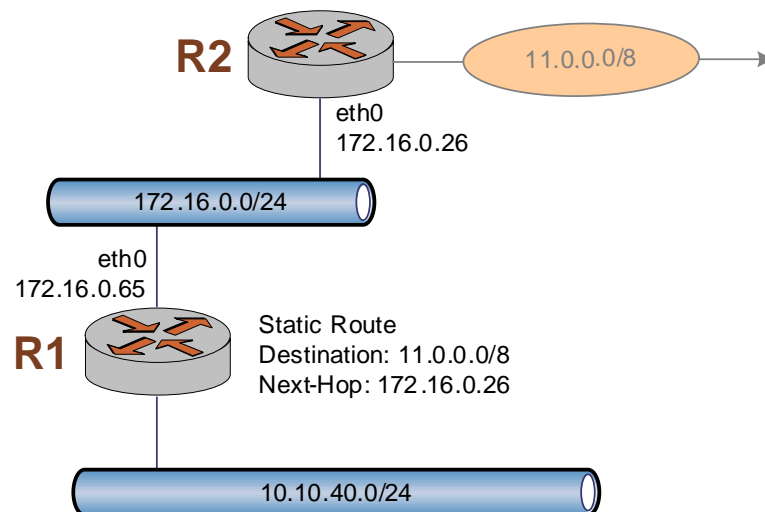 R2
11.0.0.0/8
eth0
172.16.0.26
172.16.0.0/24
eth0
172.16.0.65
R1
Static Route
Destination: 11.0.0.0/8
Next-Hop: 172.16.0.26
10.10.40.0/24